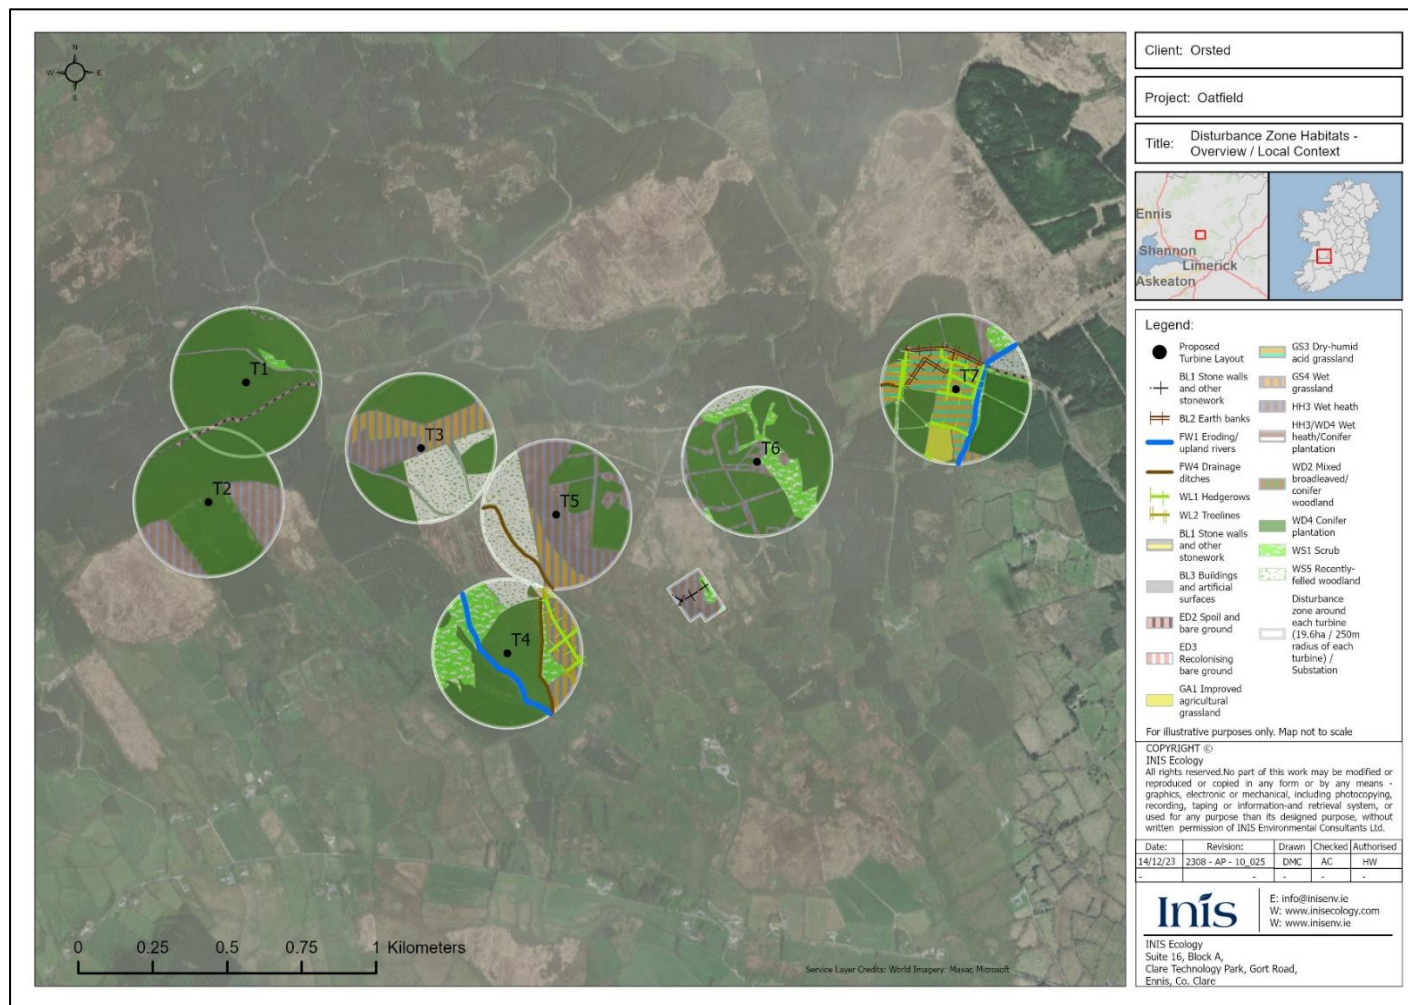 N
W E
S
T1
T2
T3
T4
T5
T6
T7
0 0.25 0.5 0.75 1 Kilometers
Service Layer Credits: World Imagery: Maxar, Microsoft
Client: Orsted
Project: Oatfield
Title: Disturbance Zone Habitats -
Overview / Local Context
Ennis
Shannon
Limerick
Askeaton
Legend:
Proposed
Turbine Layout
BL1 Stone walls
and other
stonework
BL2 Earth banks
FW1 Eroding/
upland rivers
FW4 Drainage
ditches
WL1 Hedgerows
WL2 Treelines
BL1 Stone walls
and other
stonework
BL3 Buildings
and artificial
surfaces
ED2 Spoil and
bare ground
ED3
Recolonising
bare ground
GA1 Improved
agricultural
grassland
GS3 Dry-humid
acid grassland
GS4 Wet
grassland
HH3 Wet heath
HH3/WD4 Wet
heath/Conifer
plantation
WD2 Mixed
broadleaved/
conifer
woodland
WD4 Conifer
plantation
WS1 Scrub
WS5 Recently-
felled woodland
Disturbance
zone around
each turbine
(19.6ha / 250m
radius of each
turbine) /
Substation
For illustrative purposes only. Map not to scale
COPYRIGHT ©
INIS Ecology
All rights reserved.No part of this work may be modified or
reproduced or copied in any form or by any means -
graphics, electronic or mechanical, including photocopying,
recording, taping or information-and retrieval system, or
used for any purpose than its designed purpose, without
written permission of INIS Environmental Consultants Ltd.
Date: Revision: Drawn Checked Authorised
14/12/23 2308 - AP - 10_025 DMC AC HW
- - - - -
Inis
E: info@inisenv.ie
W: www.inisecology.com
W: www.inisenv.ie
INIS Ecology
Suite 16, Block A,
Clare Technology Park, Gort Road,
Ennis, Co. Clare